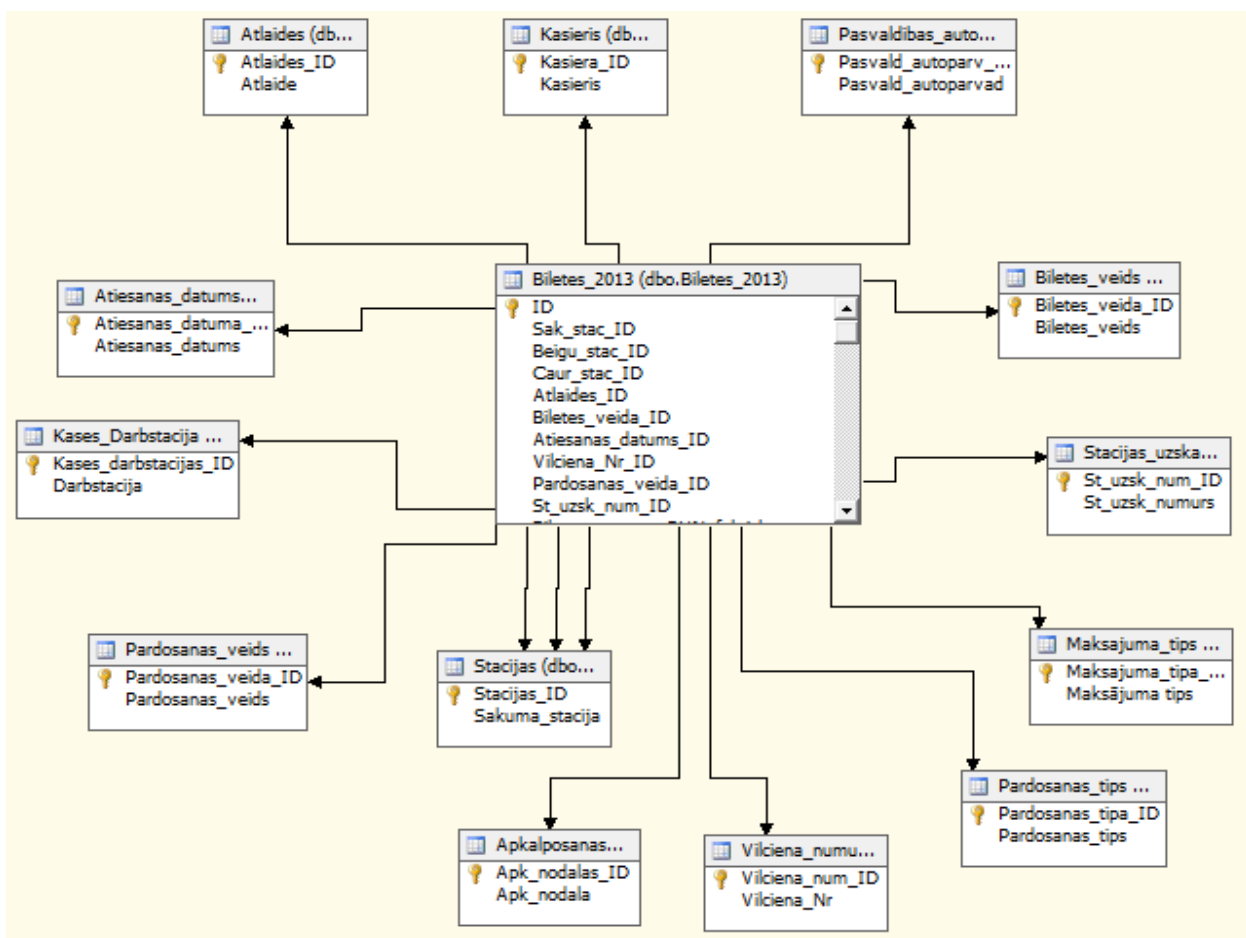 Atlaides (db...
Atlaides_ID
Atlaide
Kasieris (db...
Kasiera_ID
Kasieris
Pasvaldibas_auto...
Pasvald_autoparv_...
Pasvald_autoparvad
Atiesanas_datums...
Atiesanas_datuma_...
Atiesanas_datums
Biletes_2013 (dbo.Biletes_2013)
ID
Sak_stac_ID
Beigu_stac_ID
Caur_stac_ID
Atlaides_ID
Biletes_veida_ID
Atiesanas_datums_ID
Vilciena_Nr_ID
Pardosanas_veida_ID
St_uzsk_num_ID
Biletes_veids ...
Biletes_veida_ID
Biletes_veids
Kases_Darbstacija ...
Kases_darbstacijas_ID
Darbstacija
Stacijas_uzska...
St_uzsk_num_ID
St_uzsk_numurs
Pardosanas_veids ...
Pardosanas_veida_ID
Pardosanas_veids
Stacijas (dbo...
Stacijas_ID
Sakuma_stacija
Maksajuma_tips ...
Maksajuma_tipa_...
Maksājuma tips
Pardosanas_tips ...
Pardosanas_tipa_ID
Pardosanas_tips
Apkalposanas...
Apk_nodalas_ID
Apk_nodala
Vilciena_numu...
Vilciena_num_ID
Vilciena_Nr